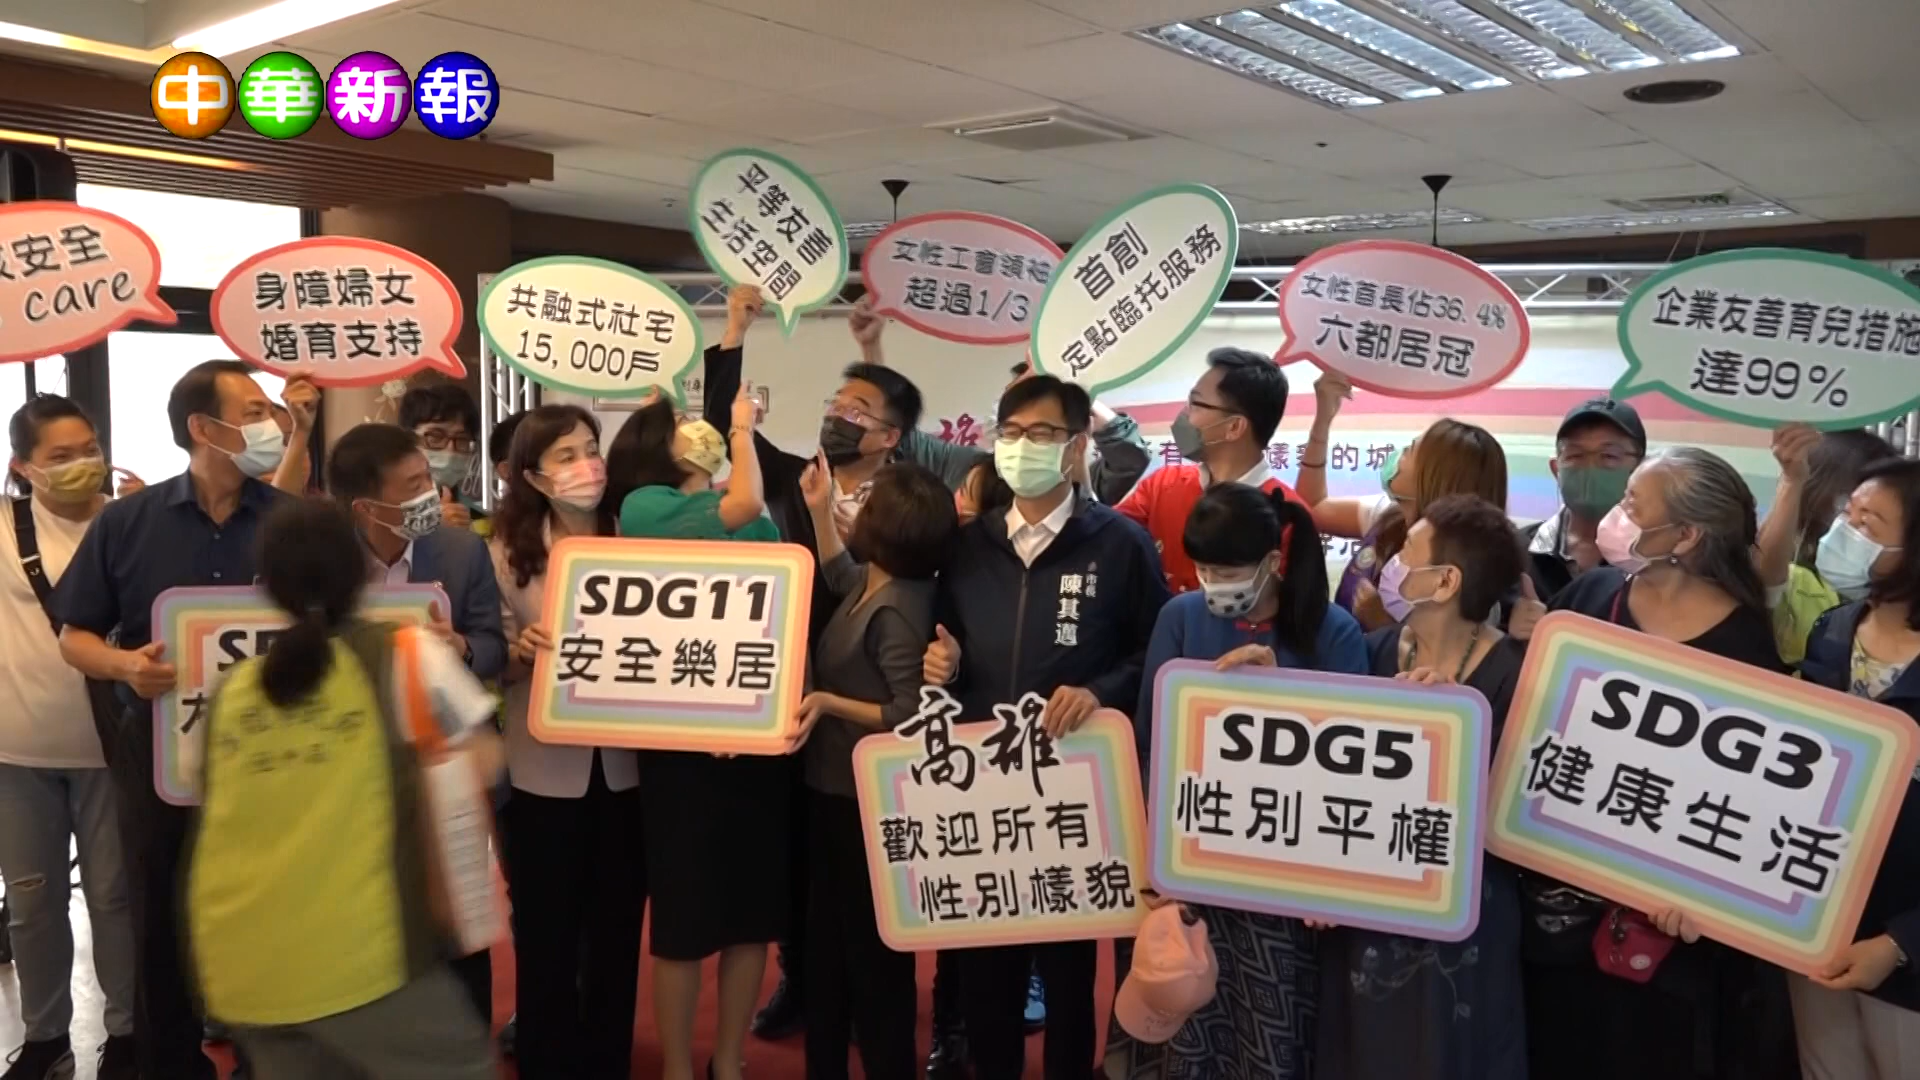 中華新報
安全
care
身障婦女
婚育支持
共融式社宅
15,000戶
平等友善
生活空間
女性工會領袖
超過1/3
首創
定點臨托服務
女性首長佔36.4%
六都居冠
企業友善育兒措施
達99%
SDG11
安全樂居
市長
陳其邁
高雄
歡迎所有
性別樣貌
SDG5
性別平權
SDG3
健康生活